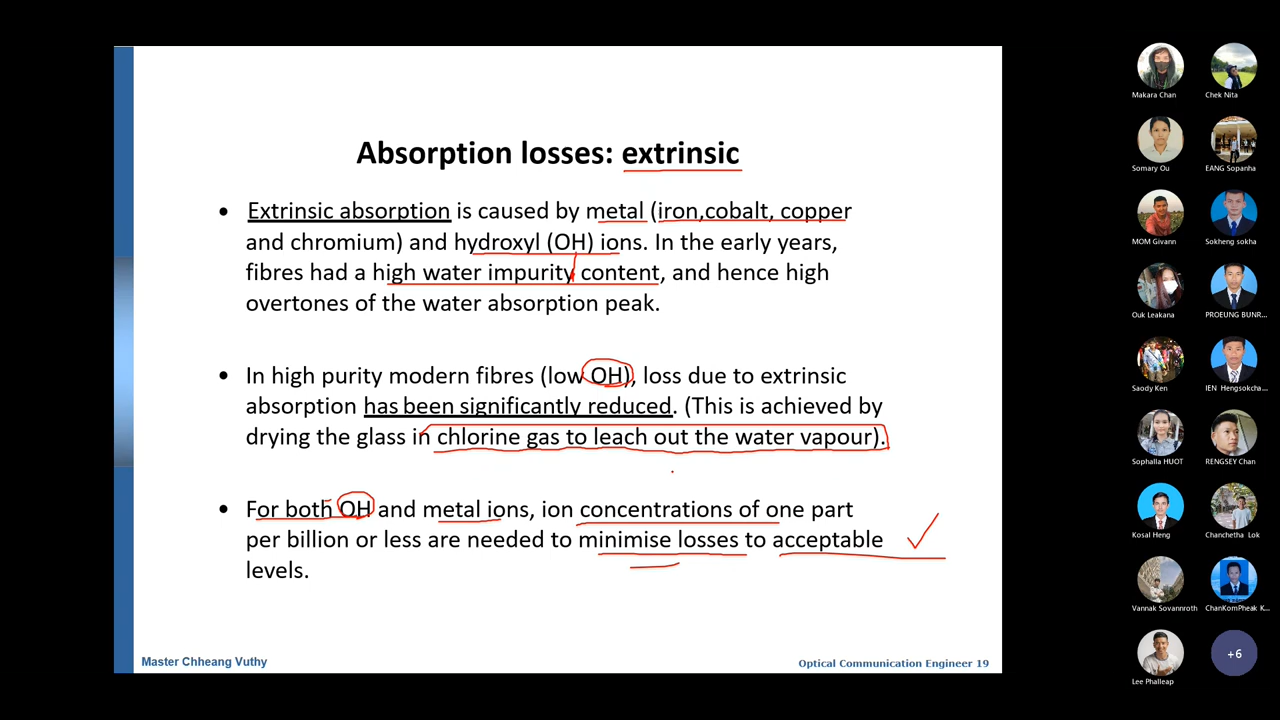 Absorption losses: extrinsic
• Extrinsic absorption is caused by metal (iron,cobalt, copper
and chromium) and hydroxyl (OH) ions. In the early years,
fibres had a high water impurity content, and hence high
overtones of the water absorption peak.
• In high purity modern fibres (low OH), loss due to extrinsic
absorption has been significantly reduced. (This is achieved by
drying the glass in chlorine gas to leach out the water vapour).
• For both OH and metal ions, ion concentrations of one part
per billion or less are needed to minimise losses to acceptable
levels.
Master Chheang Vuthy
Optical Communication Engineer 19
Makara Chan
Chek Nita
Somary Ou
EANG Sopanha
MOM Givann
Sokheng sokha
Ouk Leakana
PROEUNG BUNR...
Saody Ken
IEN Hengsokcha...
Sophalla HUOT
RENGSEY Chan
Kosal Heng
Chanchetha Lok
Vannak Sovannroth
ChanKomPheak K...
Lee Phalleap
+6